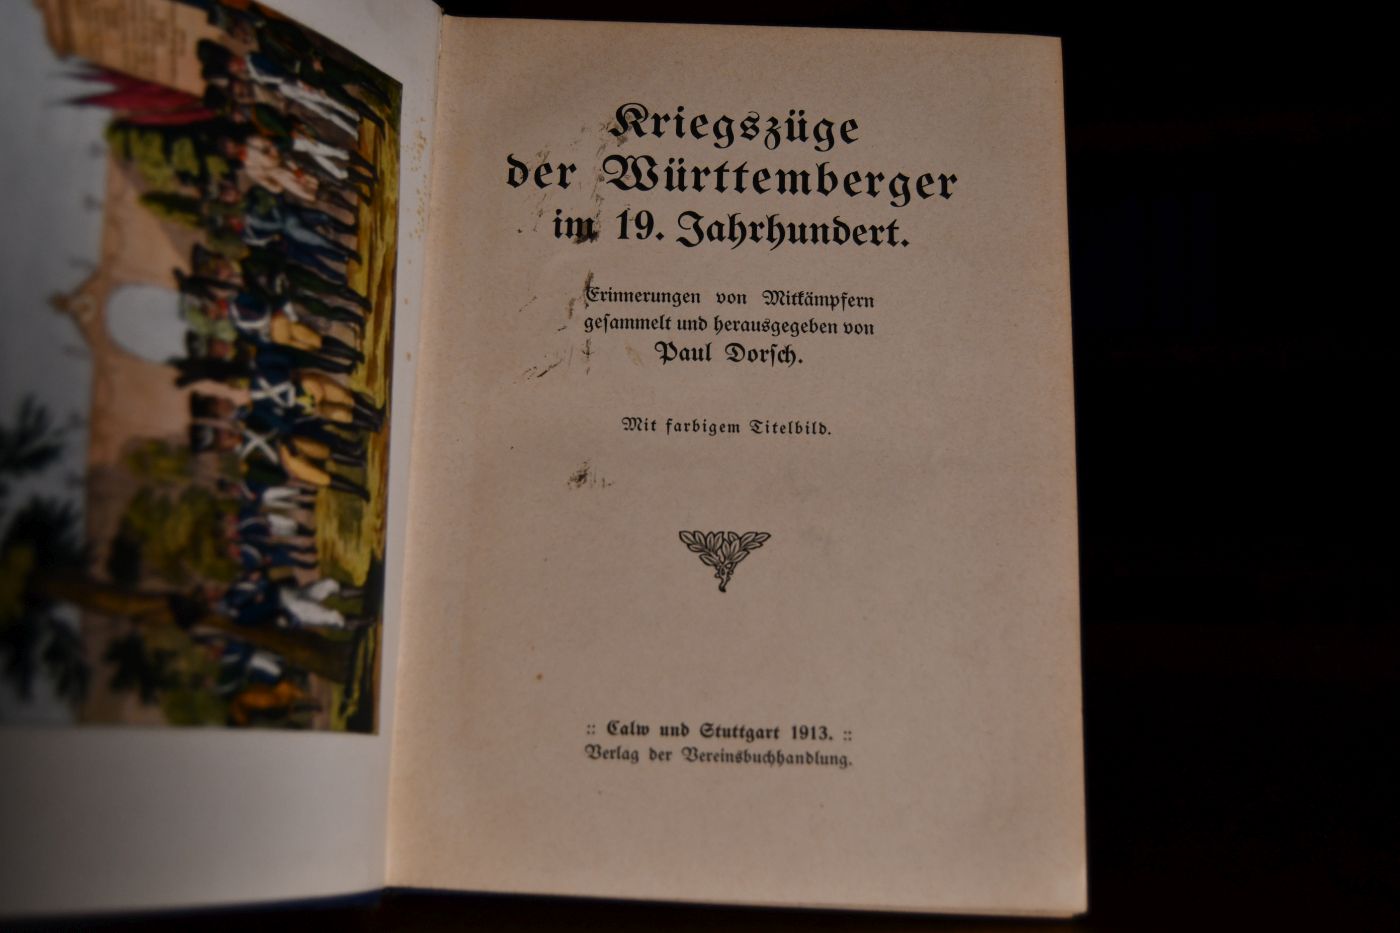 Kriegszüge
der Württemberger
im 19. Jahrhundert.
Erinnerungen von Mitkämpfern
geſammelt und herausgegeben von
Paul Dorſch.
Mit farbigem Titelbild.
:: Calw und Stuttgart 1913. ::
Verlag der Vereinsbuchhandlung.